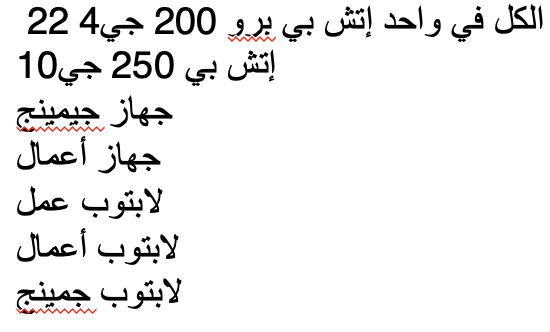 الكل في واحد إتش بي برو 200 جي4 22
إتش بي 250 جي10
جهاز جيمينج
جهاز أعمال
لابتوب عمل
لابتوب أعمال
لابتوب جمينج